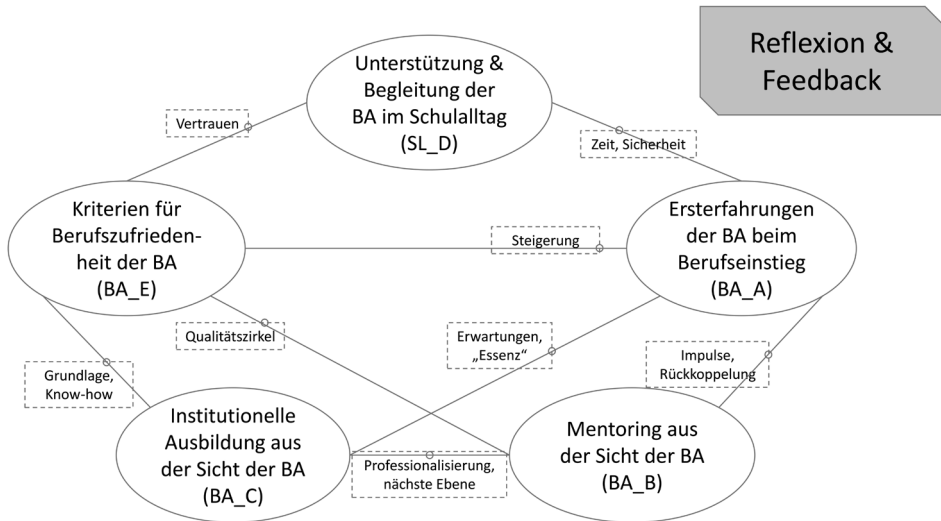 Reflexion &
Feedback
Unterstützung &
Begleitung der
BA im Schulalltag
(SL_D)
Vertrauen
Zeit, Sicherheit
Kriterien für
Berufszufrieden-
heit der BA
(BA_E)
Steigerung
Ersterfahrungen
der BA beim
Berufseinstieg
(BA_A)
Qualitätszirkel
Erwartungen,
„Essenz“
Grundlage,
Know-how
Impulse,
Rückkoppelung
Institutionelle
Ausbildung aus
der Sicht der BA
(BA_C)
Professionalisierung,
nächste Ebene
Mentoring aus
der Sicht der BA
(BA_B)